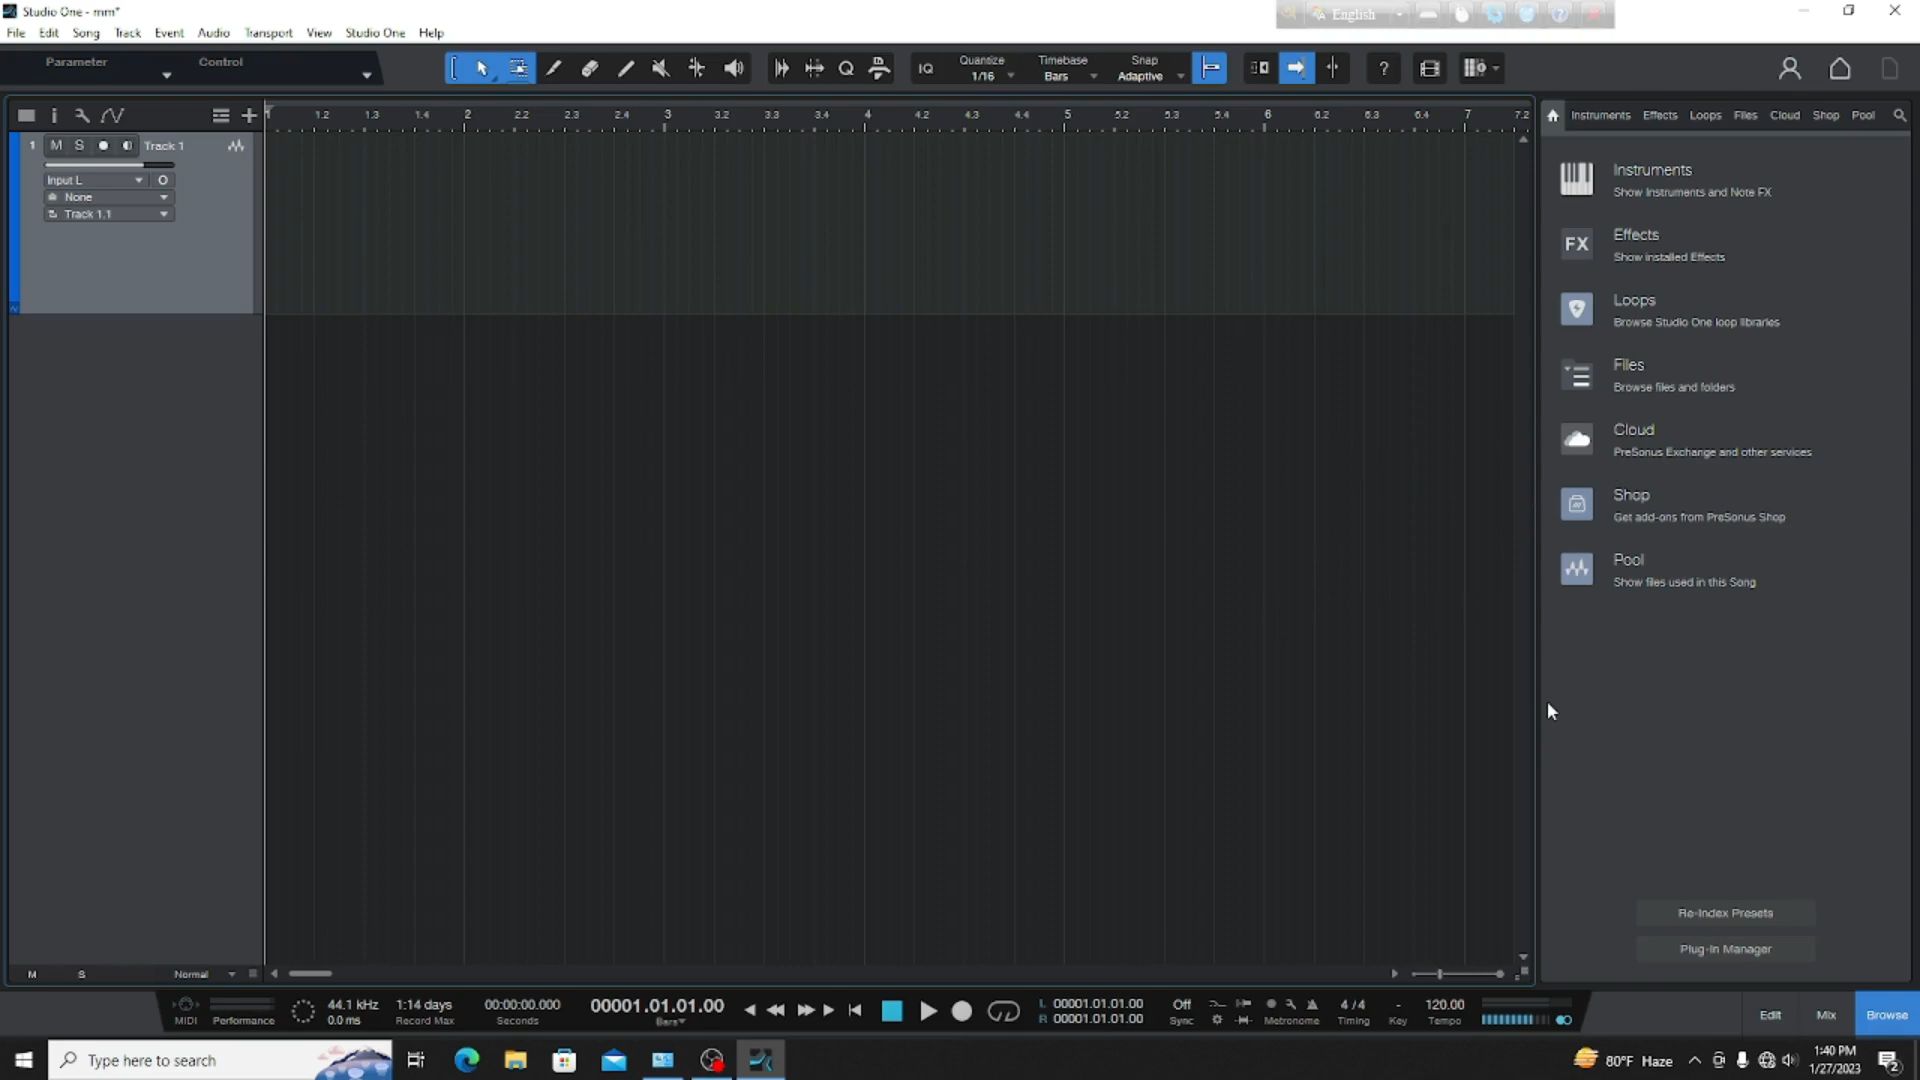 Studio One - mm*
English
File Edit Song Track Event Audio Transport View Studio One Help
Parameter Control
IQ Quantize 1/16 Timebase Bars Snap Adaptive
?
1.2 1.3 1.4 2 2.2 2.3 2.4 3 3.2 3.3 3.4 4 4.2 4.3 4.4 5 5.2 5.3 5.4 6 6.2 6.3 6.4 7 7.2
Instruments Effects Loops Files Cloud Shop Pool
1 M S Track 1
Input L
None
Track 1.1
Instruments
Show Instruments and Note FX
FX
Effects
Show installed Effects
Loops
Browse Studio One loop libraries
Files
Browse files and folders
Cloud
PreSonus Exchange and other services
Shop
Get add-ons from PreSonus Shop
Pool
Show files used in this Song
Re-Index Presets
Plug-In Manager
M S Normal
MIDI Performance
44.1 kHz
0.0 ms
1:14 days
Record Max
00:00:00.000
Seconds
00001.01.01.00
Bars
L 00001.01.01.00
R 00001.01.01.00
Off
Sync
Metronome
4 / 4
Timing
-
Key
120.00
Tempo
Edit Mix Browse
Type here to search
80°F Haze
1:40 PM
1/27/2023
2